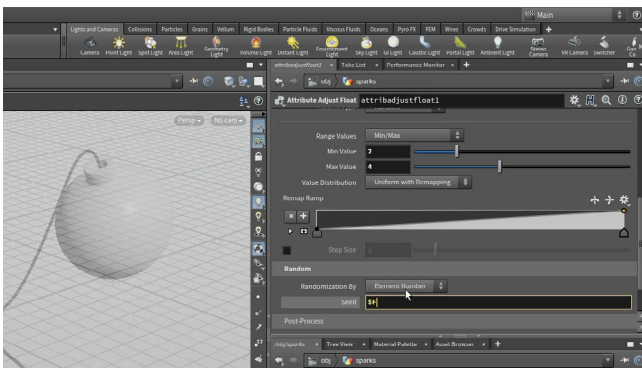 Main
Lights and Cameras Collisions Particles Grains Vellum Rigid Bodies Particle Fluids Viscous Fluids Oceans Pyro FX FEM Wires Crowds Drive Simulation +
Camera Point Light Spot Light Area Light Geometry Light Volume Light Distant Light Environment Light Sky Light GI Light Caustic Light Portal Light Ambient Light Stereo Camera VR Camera Switcher
attribadjustfloat1 × Take List × Performance Monitor × +
obj sparks
Attribute Adjust Float attribadjustfloat1
Persp No cam
Range Values Min/Max
Min Value 2
Max Value 4
Value Distribution Uniform with Remapping
Remap Ramp
Step Size
Random
Randomization By Element Number
Seed $F
Post-Process
/obj/sparks × Tree View × Material Palette × Asset Browser × +
obj sparks